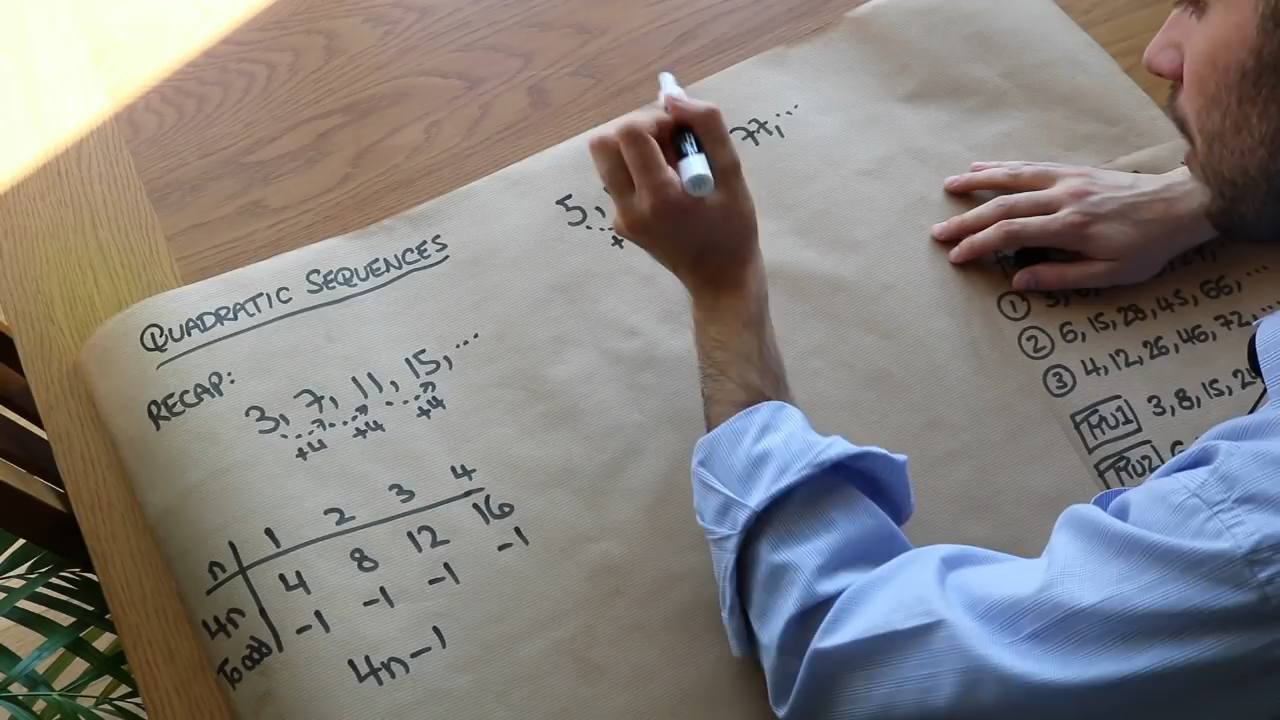 QUADRATIC SEQUENCES
RECAP:
3, 7, 11, 15, ...
+4 +4 +4
n 1 2 3 4
4n 4 8 12 16
To add -1 -1 -1 -1
4n-1
5,
77, ...
+
①
② 6, 15, 28, 45, 66, ...
③ 4, 12, 26, 46, 72, ...
3, 8, 15,